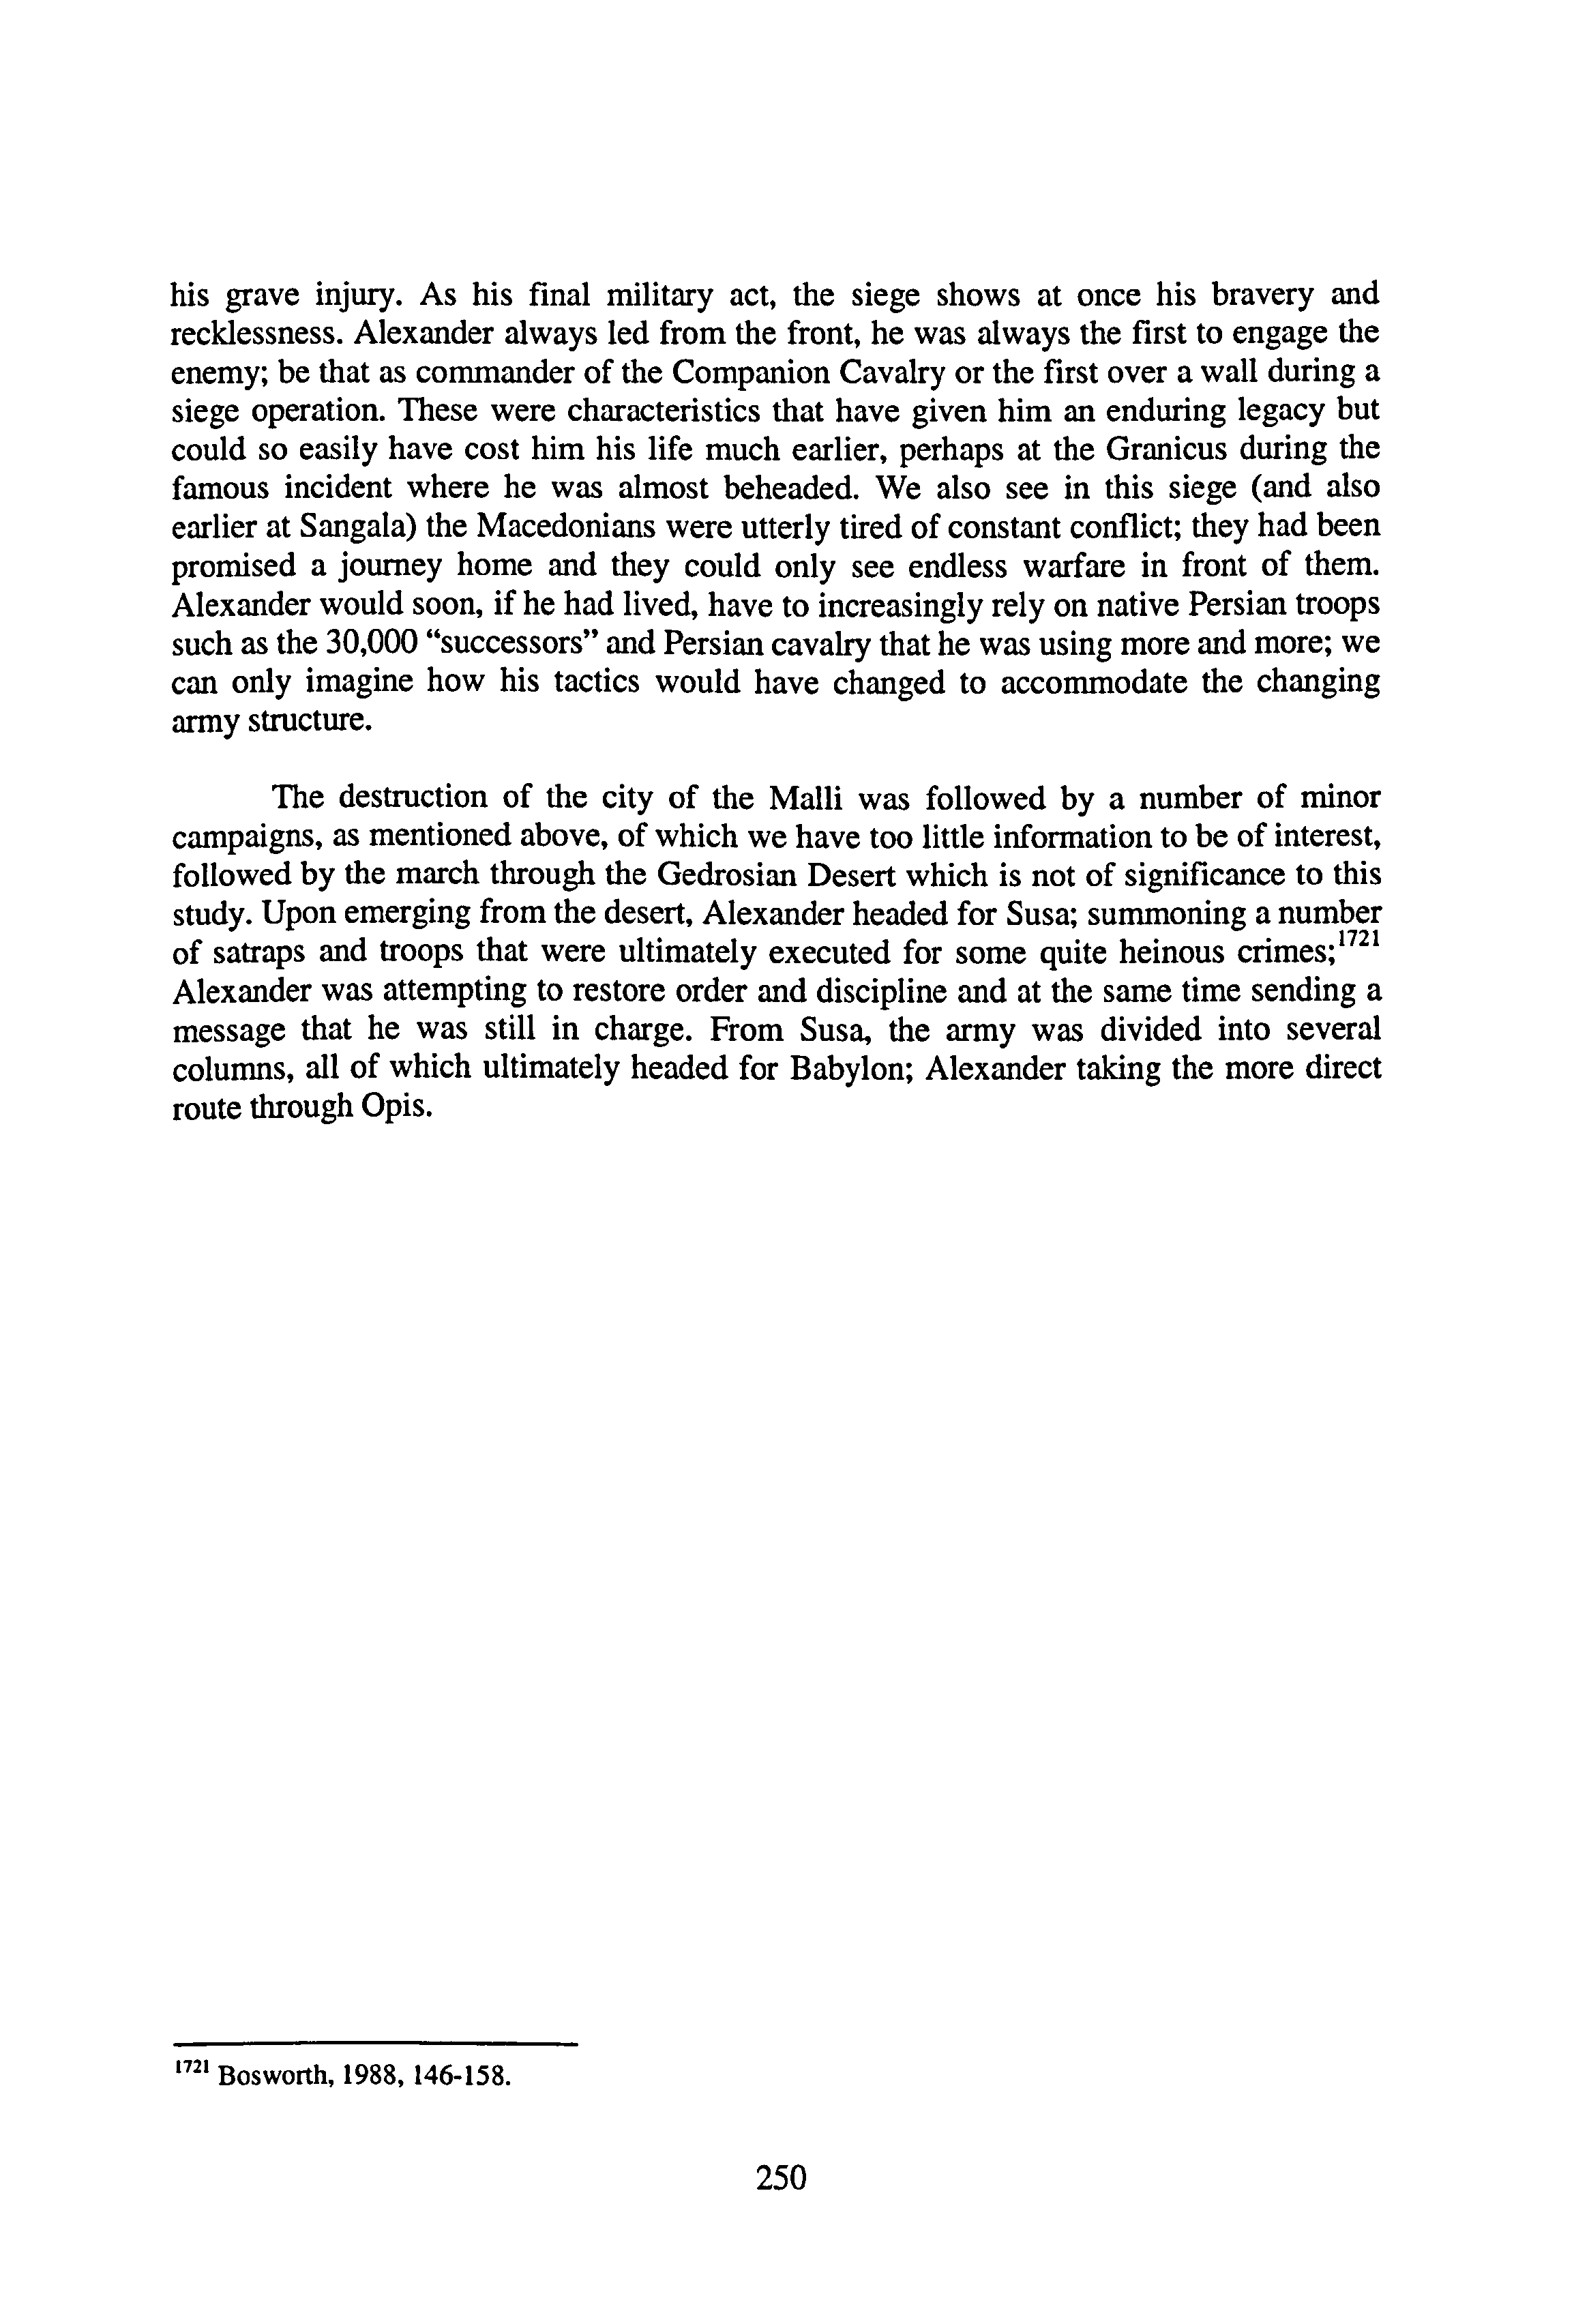 his grave injury. As his final military act, the siege shows at once his bravery and
recklessness. Alexander always led from the front, he was always the first to engage the
enemy; be that as commander of the Companion Cavalry or the first over a wall during a
siege operation. These were characteristics that have given him an enduring legacy but
could so easily have cost him his life much earlier, perhaps at the Granicus during the
famous incident where he was almost beheaded. We also see in this siege (and also
earlier at Sangala) the Macedonians were utterly tired of constant conflict; they had been
promised a journey home and they could only see endless warfare in front of them.
Alexander would soon, if he had lived, have to increasingly rely on native Persian troops
such as the 30,000 “successors” and Persian cavalry that he was using more and more; we
can only imagine how his tactics would have changed to accommodate the changing
army structure.
The destruction of the city of the Malli was followed by a number of minor
campaigns, as mentioned above, of which we have too little information to be of interest,
followed by the march through the Gedrosian Desert which is not of significance to this
study. Upon emerging from the desert, Alexander headed for Susa; summoning a number
of satraps and troops that were ultimately executed for some quite heinous crimes;1721
Alexander was attempting to restore order and discipline and at the same time sending a
message that he was still in charge. From Susa, the army was divided into several
columns, all of which ultimately headed for Babylon; Alexander taking the more direct
route through Opis.
1721 Bosworth, 1988, 146-158.
250